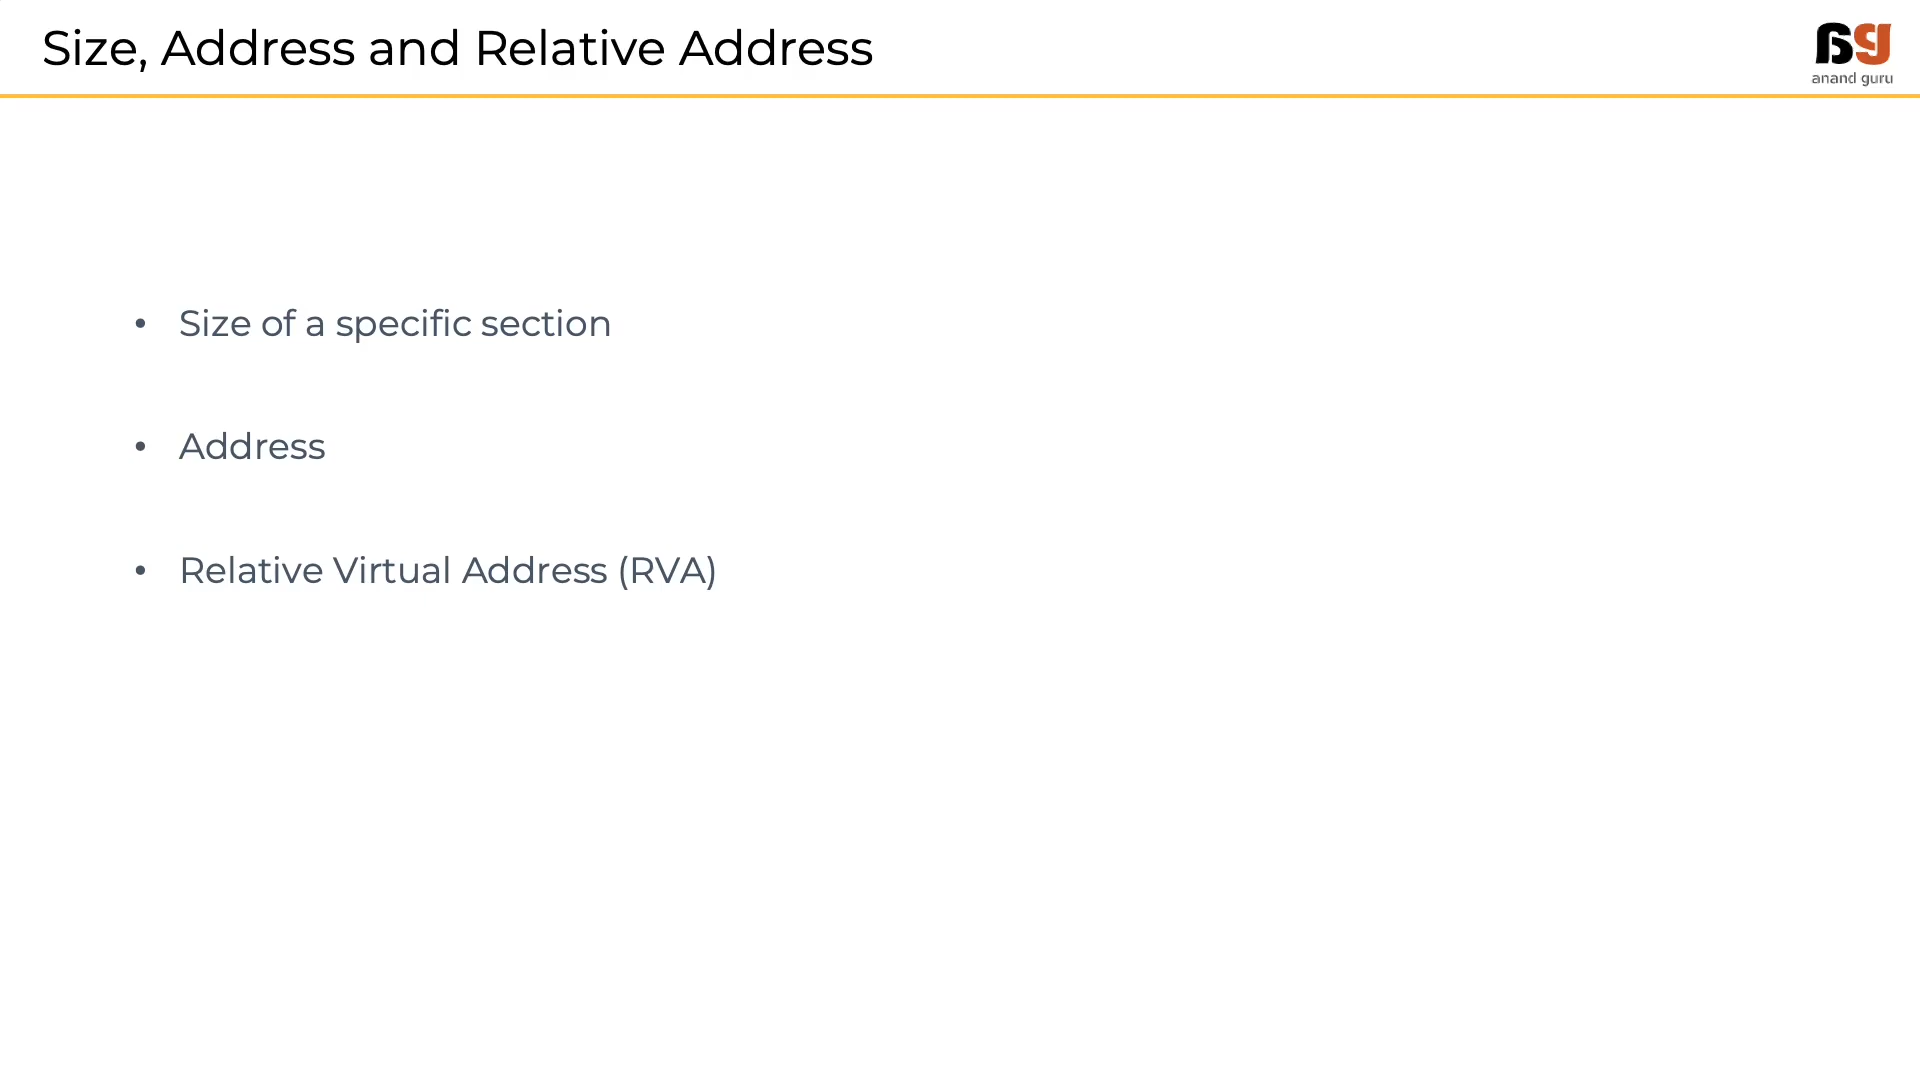 Size, Address and Relative Address
anand guru
• Size of a specific section
• Address
• Relative Virtual Address (RVA)